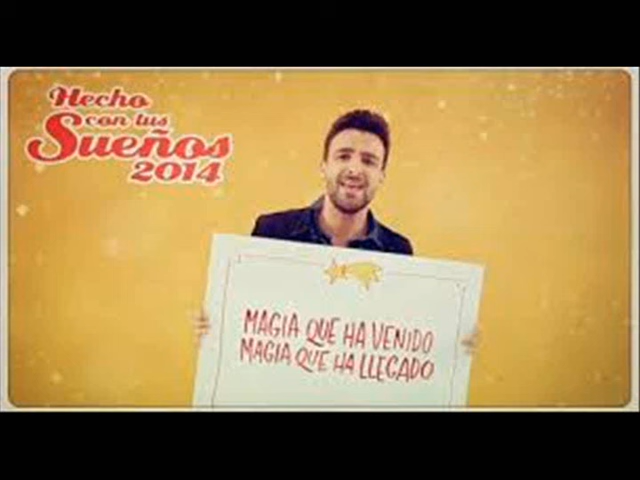 Hecho
con tus
Sueños
2014
MAGIA QUE HA VENIDO
MAGIA QUE HA LLEGADO